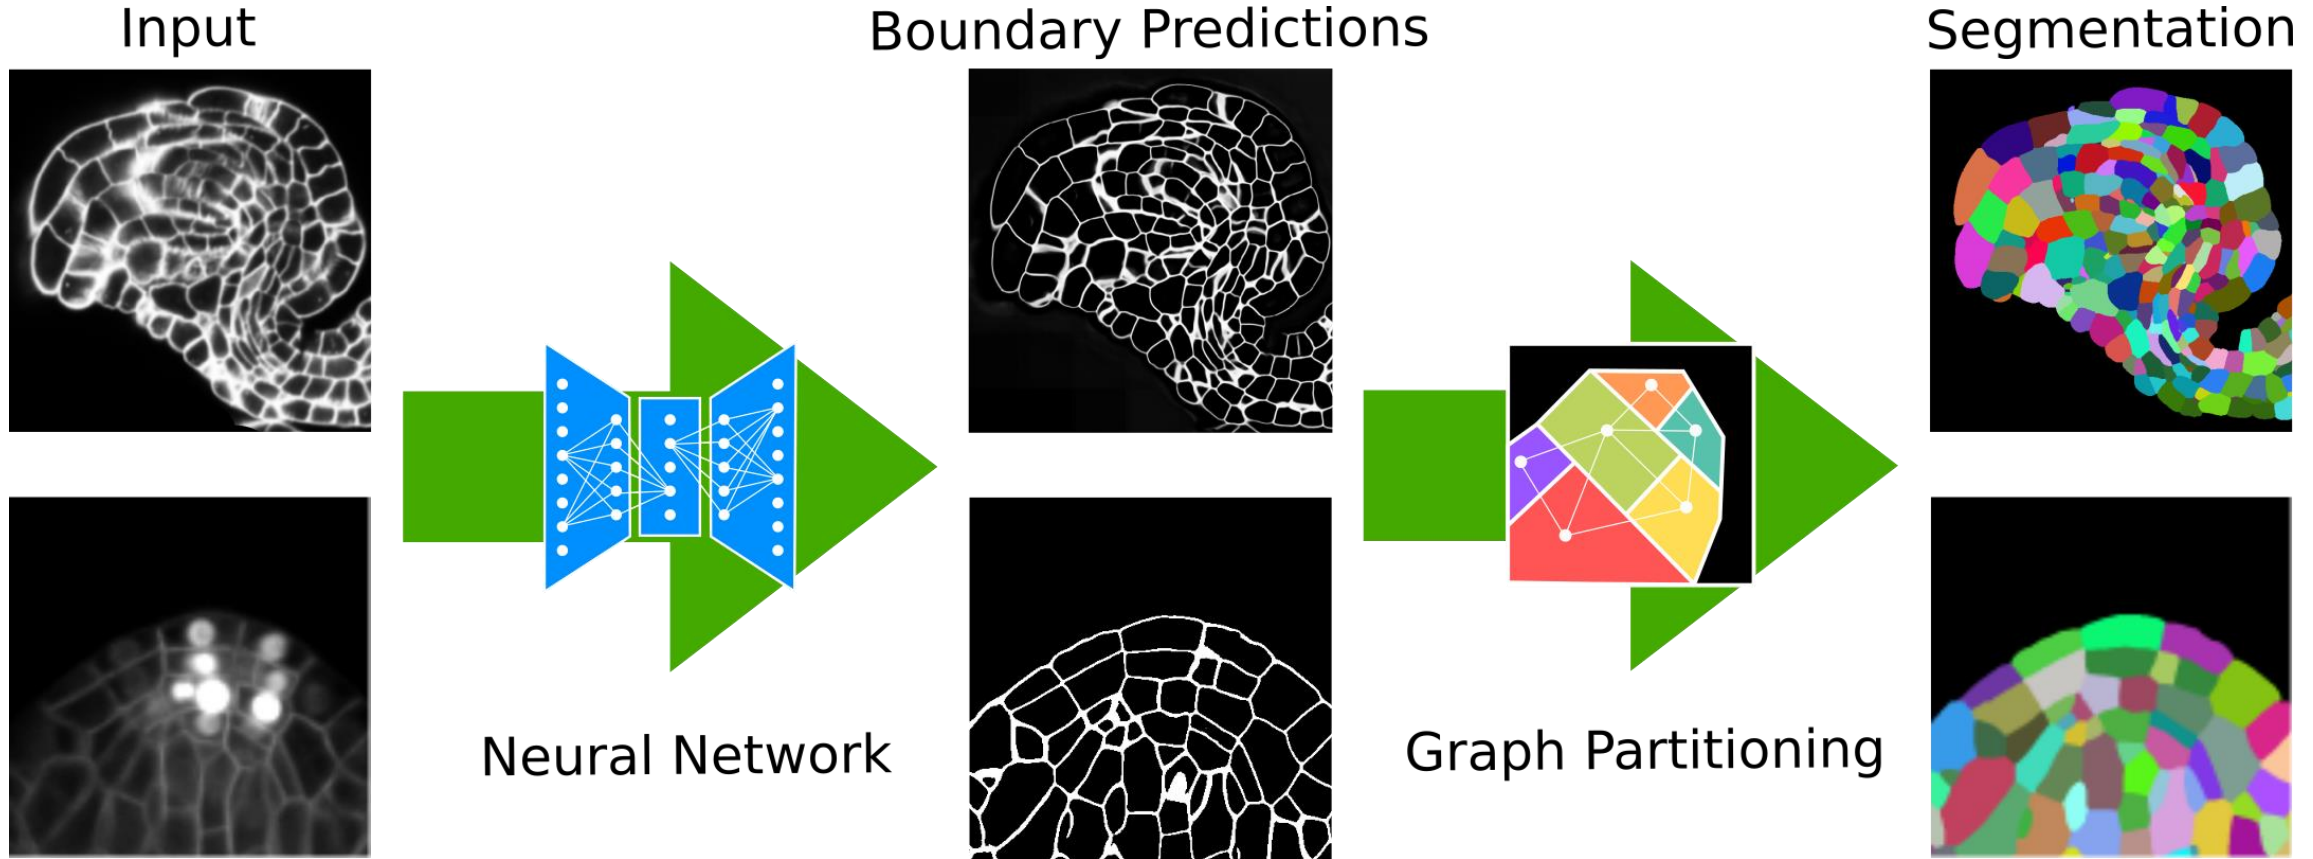 Input
Boundary Predictions
Segmentation
Neural Network
Graph Partitioning